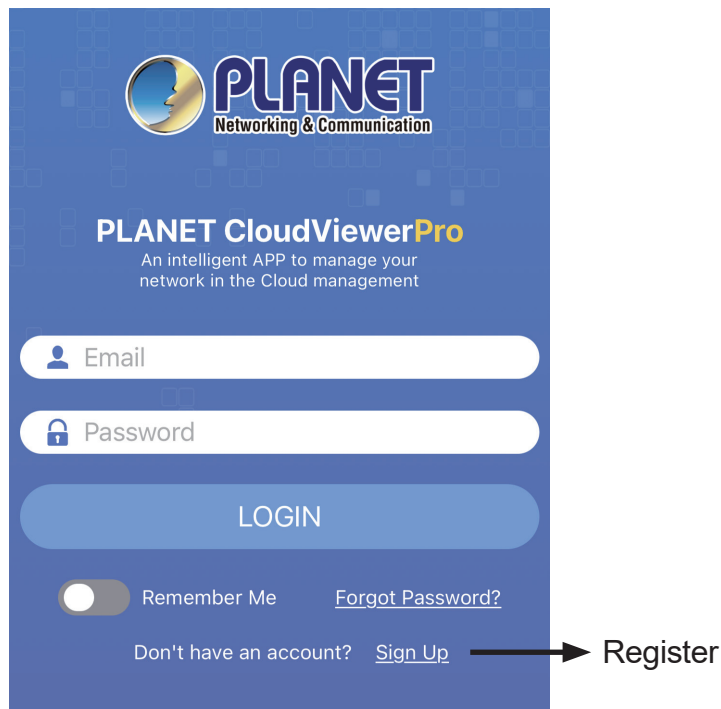 PLANET
Networking & Communication
PLANET CloudViewerPro
An intelligent APP to manage your
network in the Cloud management
Email
Password
LOGIN
Remember Me Forgot Password?
Don't have an account? Sign Up Register